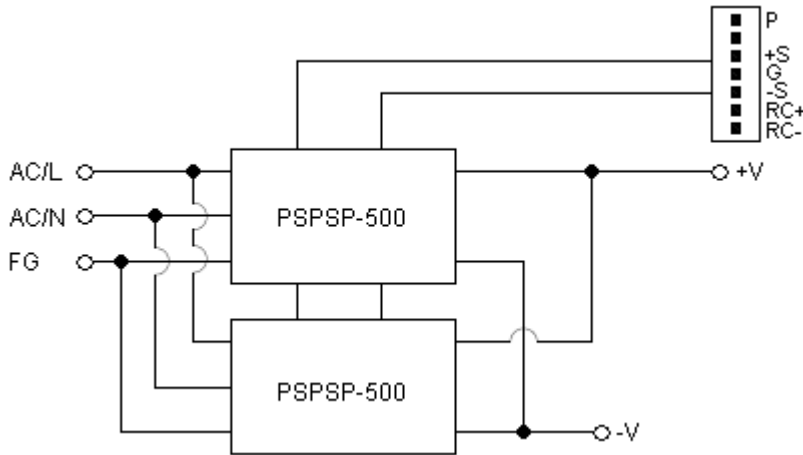 P
+S
G
-S
RC+
RC-
AC/L
+V
AC/N
PSPSP-500
FG
PSPSP-500
-V